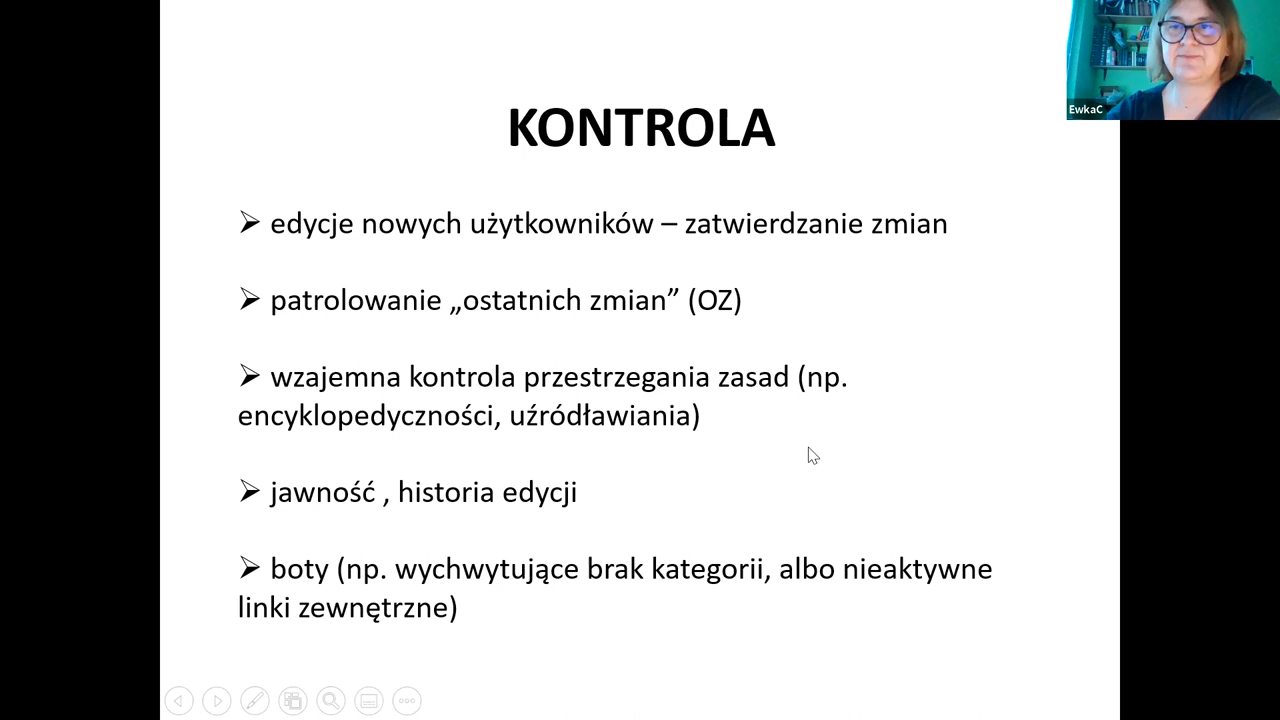 EwkaC
KONTROLA
➢ edycje nowych użytkowników – zatwierdzanie zmian
➢ patrolowanie „ostatnich zmian” (OZ)
➢ wzajemna kontrola przestrzegania zasad (np.
encyklopedyczności, uźródławiania)
➢ jawność , historia edycji
➢ boty (np. wychwytujące brak kategorii, albo nieaktywne
linki zewnętrzne)